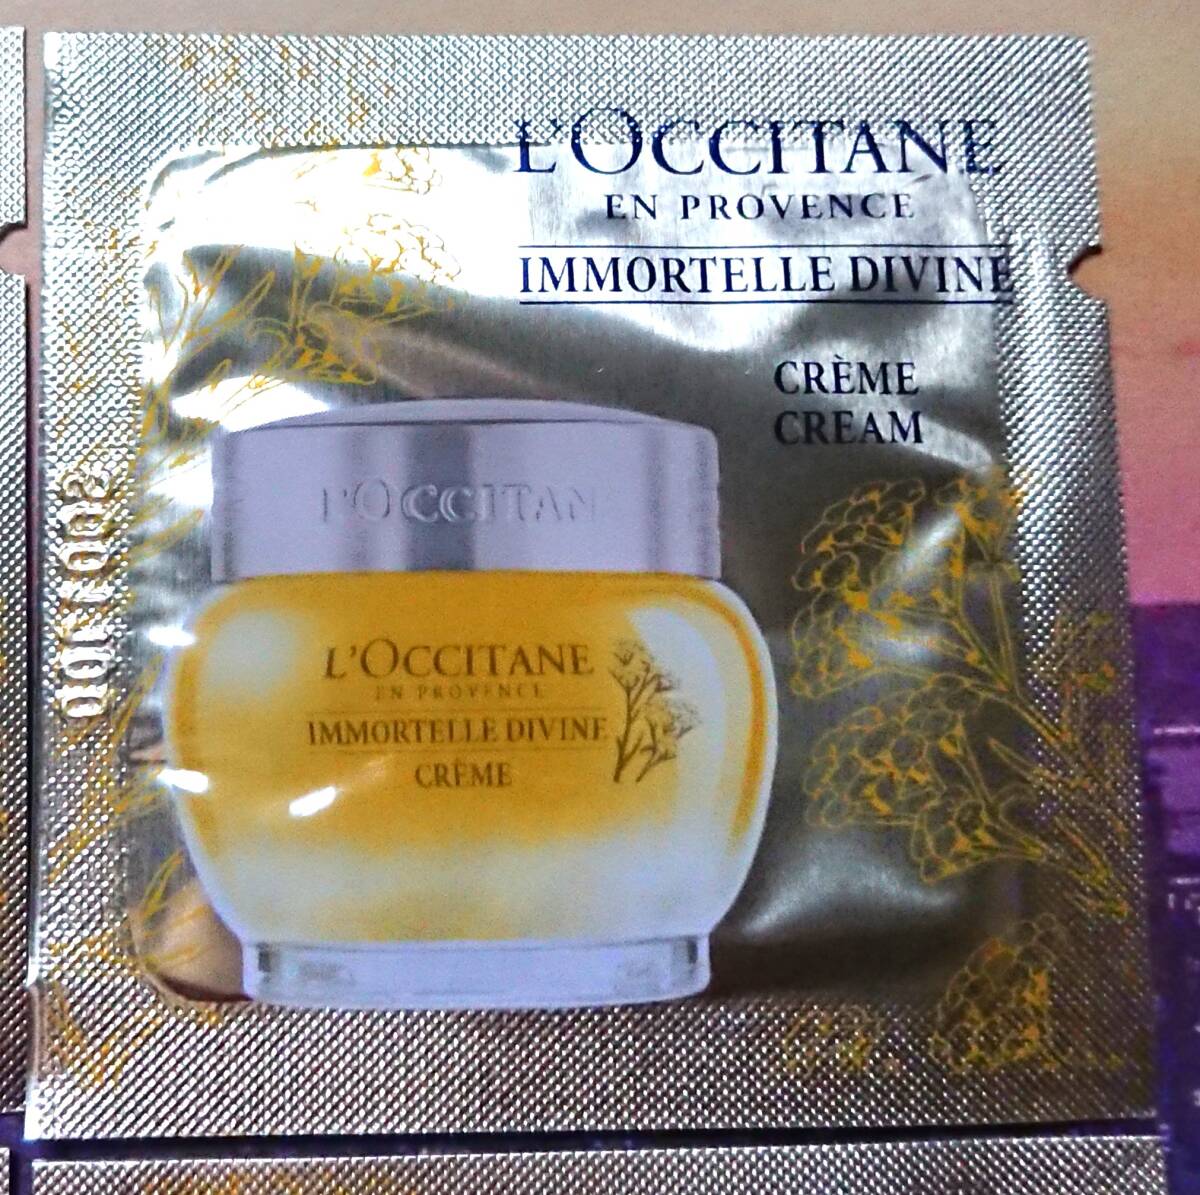 L'OCCITANE
EN PROVENCE
IMMORTELLE DIVINE
CRÈME
CREAM
L'OCCITAN
L'OCCITANE
EN PROVENCE
IMMORTELLE DIVINE
CRÈME